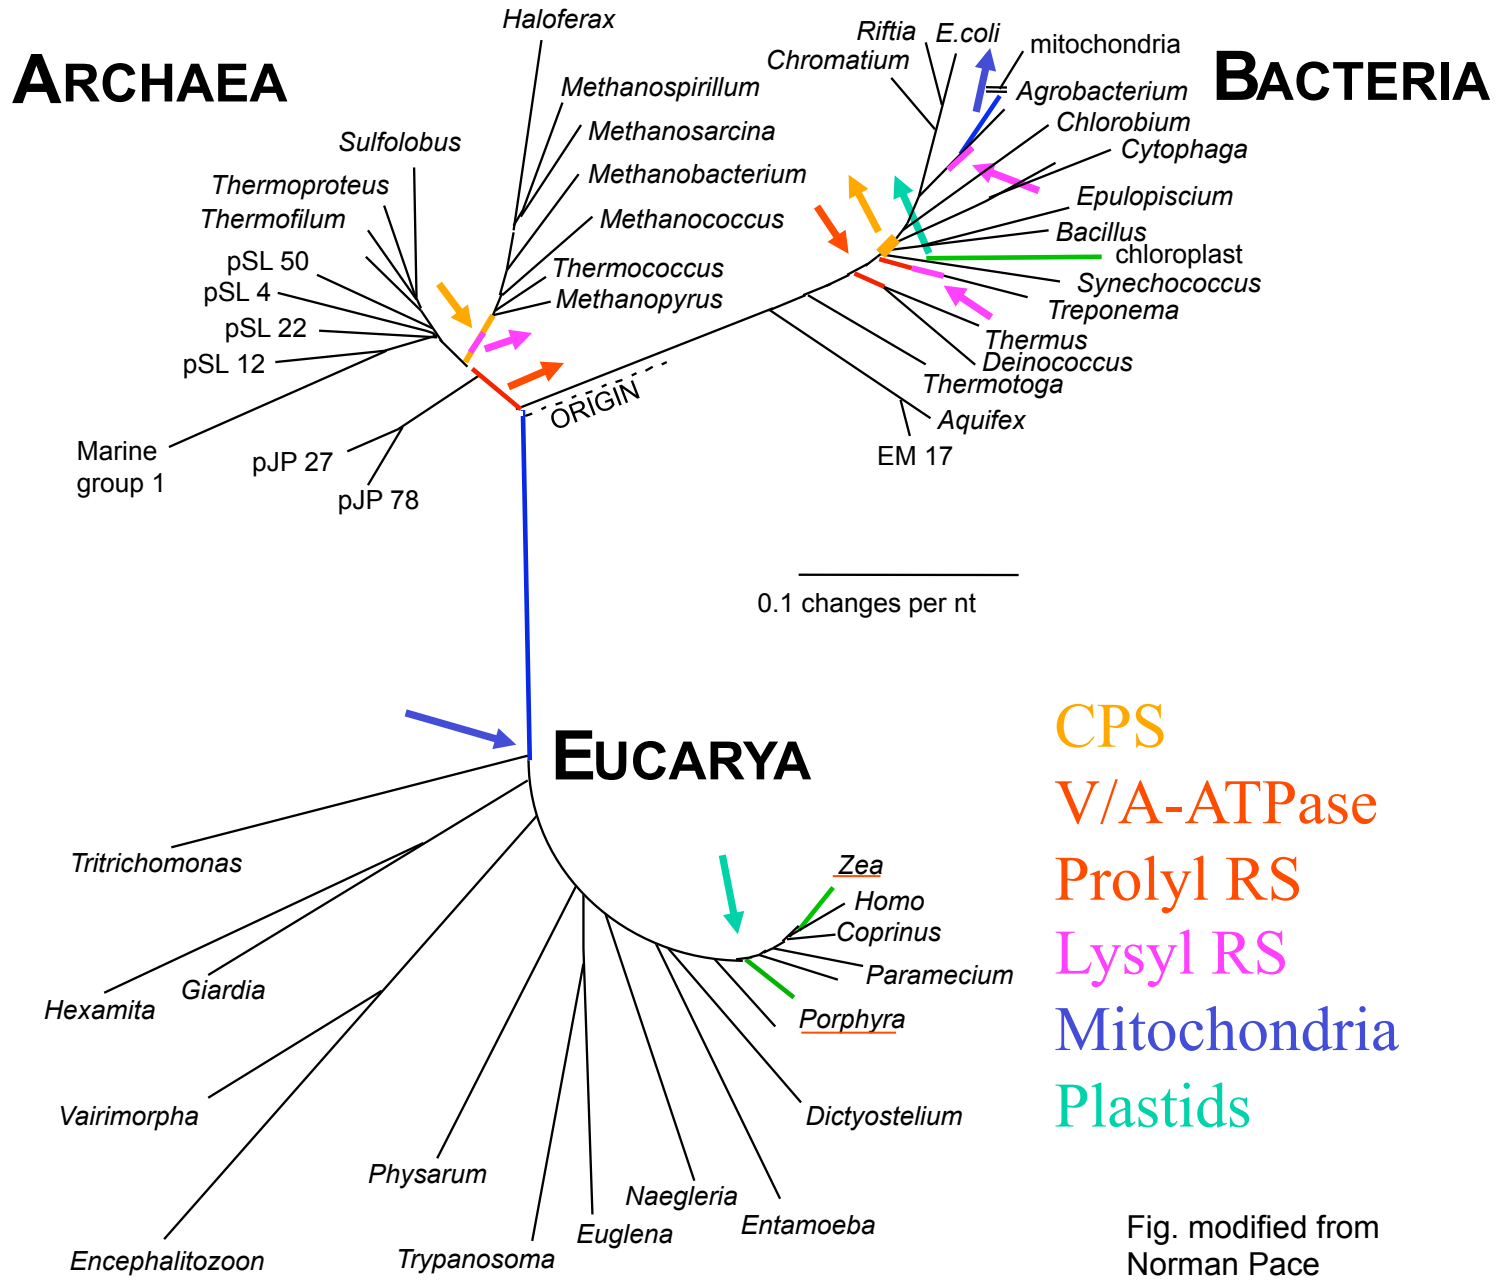 ARCHAEA
Haloferax
Methanospirillum
Methanosarcina
Methanobacterium
Methanococcus
Thermococcus
Methanopyrus
Sulfolobus
Thermoproteus
Thermofilum
pSL 50
pSL 4
pSL 22
pSL 12
Marine
group 1
pJP 27
pJP 78
ORIGIN
BACTERIA
Riftia
E.coli
Chromatium
mitochondria
Agrobacterium
Chlorobium
Cytophaga
Epulopiscium
Bacillus
chloroplast
Synechococcus
Treponema
Thermus
Deinococcus
Thermotoga
Aquifex
EM 17
0.1 changes per nt
EUCARYA
Tritrichomonas
Hexamita
Giardia
Vairimorpha
Encephalitozoon
Physarum
Trypanosoma
Euglena
Naegleria
Entamoeba
Dictyostelium
Porphyra
Paramecium
Coprinus
Homo
Zea
CPS
V/A-ATPase
Prolyl RS
Lysyl RS
Mitochondria
Plastids
Fig. modified from
Norman Pace